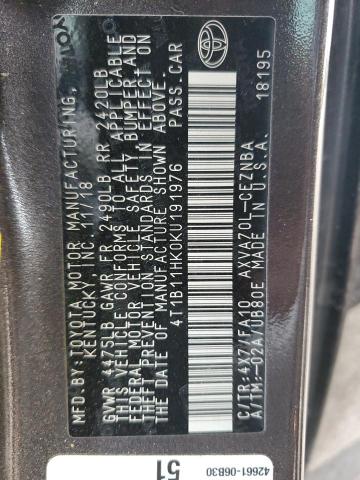 TOYOTA
MFD. BY: TOYOTA MOTOR MANUFACTURING,
KENTUCKY, INC. 11/18
GVWR 4475LB GAWR FR 2490LB RR 2420LB
THIS VEHICLE CONFORMS TO ALL APPLICABLE
FEDERAL MOTOR VEHICLE SAFETY, BUMPER, AND
THEFT PREVENTION STANDARDS IN EFFECT ON
THE DATE OF MANUFACTURE SHOWN ABOVE.
4T1B11HK0KU191976 PASS. CAR
C/TR: 4X7/FA10 AXVA70L-CEZNBA
A/TM: -02A/UB80E MADE IN U.S.A. 18195
42661-06B30
51